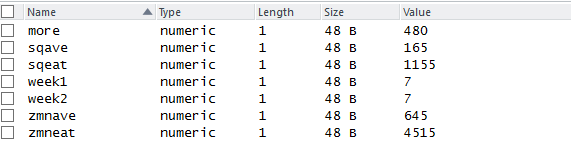 Name Type Length Size Value
more numeric 1 48 B 480
sqave numeric 1 48 B 165
sqeat numeric 1 48 B 1155
week1 numeric 1 48 B 7
week2 numeric 1 48 B 7
zmnave numeric 1 48 B 645
zmneat numeric 1 48 B 4515